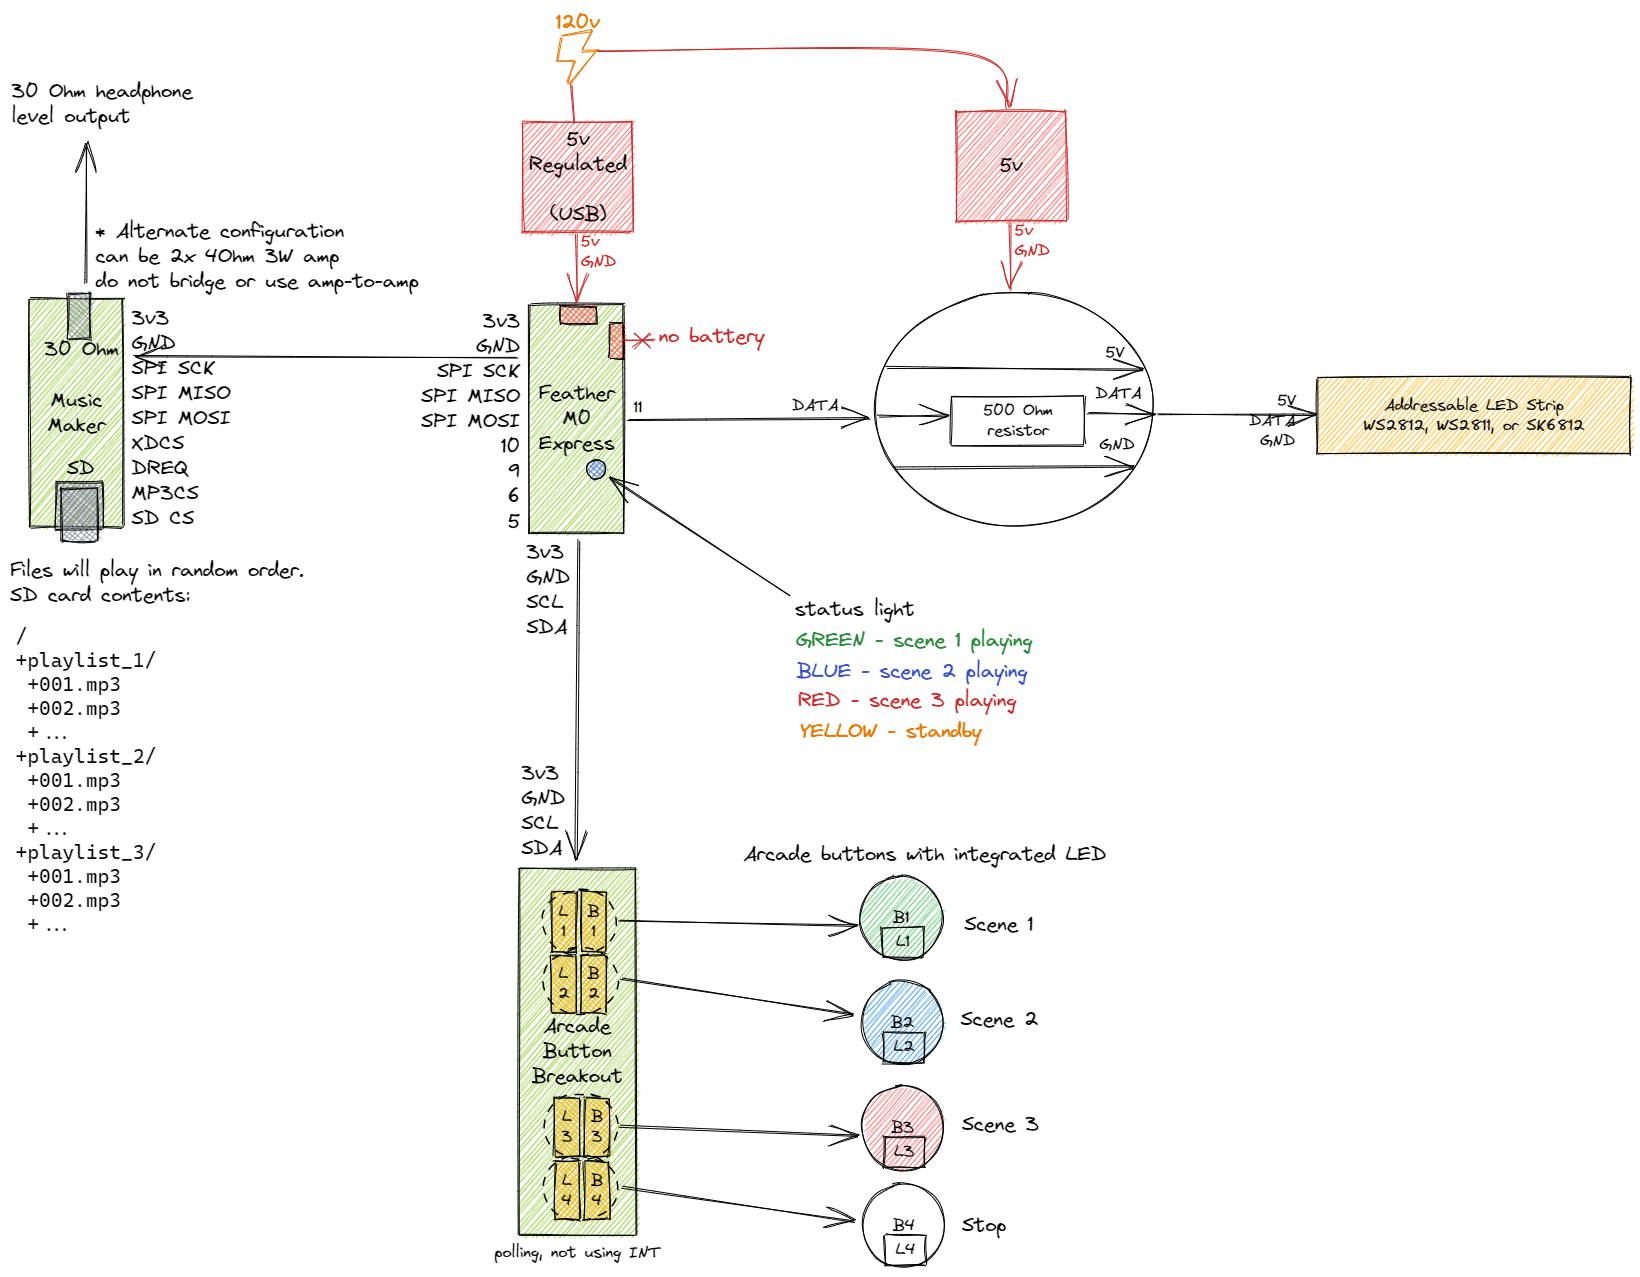 120v
30 Ohm headphone
level output
5v
Regulated
(USB)
5v
GND
5v
5v
GND
* Alternate configuration
can be 2x 4Ohm 3W amp
do not bridge or use amp-to-amp
30 Ohm
Music
Maker
SD
3v3
GND
SPI SCK
SPI MISO
SPI MOSI
XDCS
DREQ
MP3CS
SD CS
3v3
GND
SPI SCK
SPI MISO
SPI MOSI
10
9
6
5
Feather
M0
Express
no battery
11
DATA
5V
500 Ohm
resistor
DATA
GND
5V
DATA
GND
Addressable LED Strip
WS2812, WS2811, or SK6812
Files will play in random order.
SD card contents:
/
+playlist_1/
+001.mp3
+002.mp3
+ ...
+playlist_2/
+001.mp3
+002.mp3
+ ...
+playlist_3/
+001.mp3
+002.mp3
+ ...
3v3
GND
SCL
SDA
status light
GREEN - scene 1 playing
BLUE - scene 2 playing
RED - scene 3 playing
YELLOW - standby
3v3
GND
SCL
SDA
L
1
B
1
L
2
B
2
Arcade
Button
Breakout
L
3
B
3
L
4
B
4
polling, not using INT
Arcade buttons with integrated LED
B1
L1
Scene 1
B2
L2
Scene 2
B3
L3
Scene 3
B4
L4
Stop